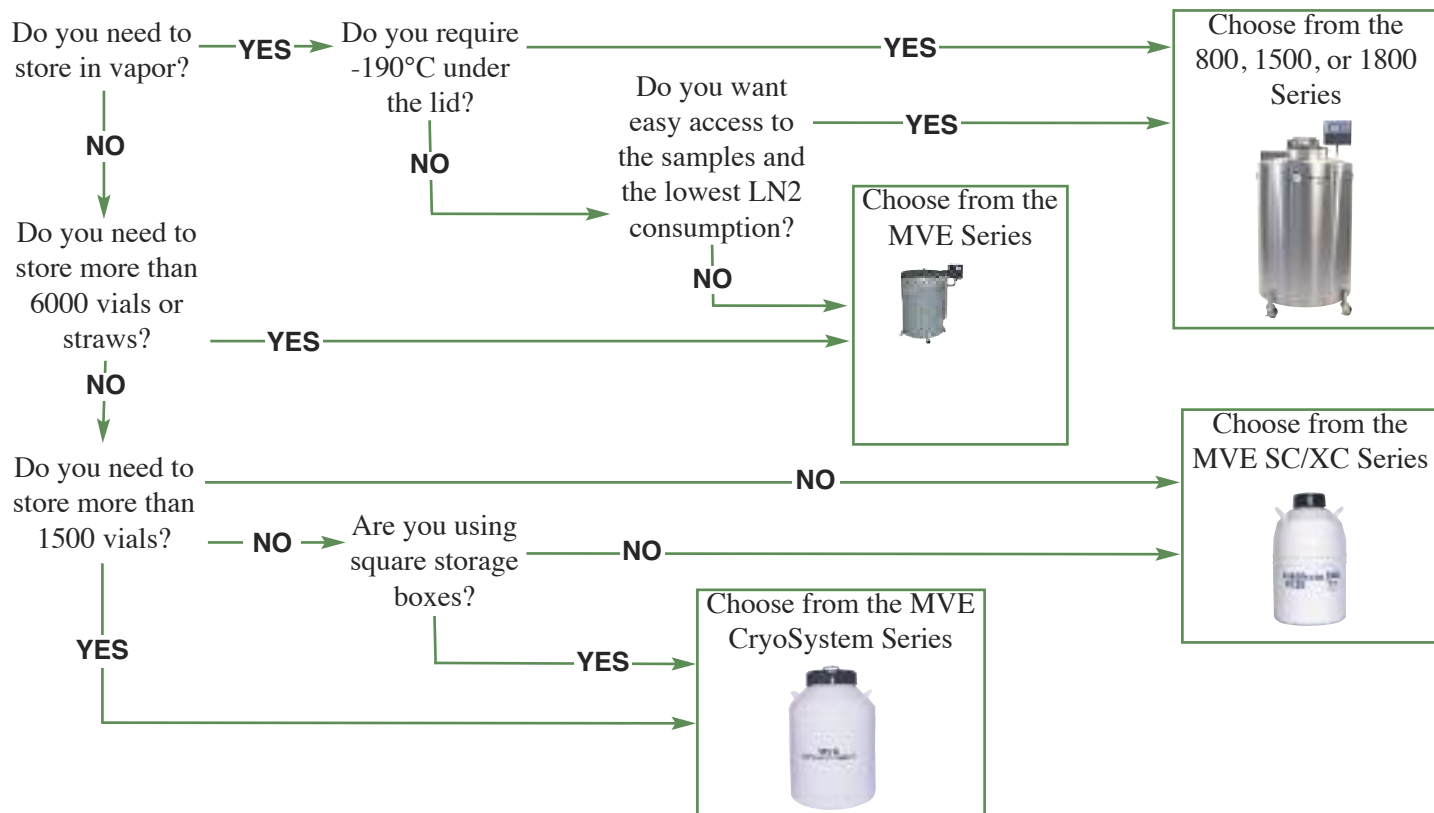 Do you need to
store in vapor?
YES
Do you require
-190°C under
the lid?
YES
Choose from the
800, 1500, or 1800
Series
NO
NO
Do you want
easy access to
the samples and
the lowest LN2
consumption?
YES
NO
Choose from the
MVE Series
Do you need to
store more than
6000 vials or
straws?
YES
NO
Do you need to
store more than
1500 vials?
NO
Choose from the
MVE SC/XC Series
NO
Are you using
square storage
boxes?
NO
YES
YES
Choose from the MVE
CryoSystem Series